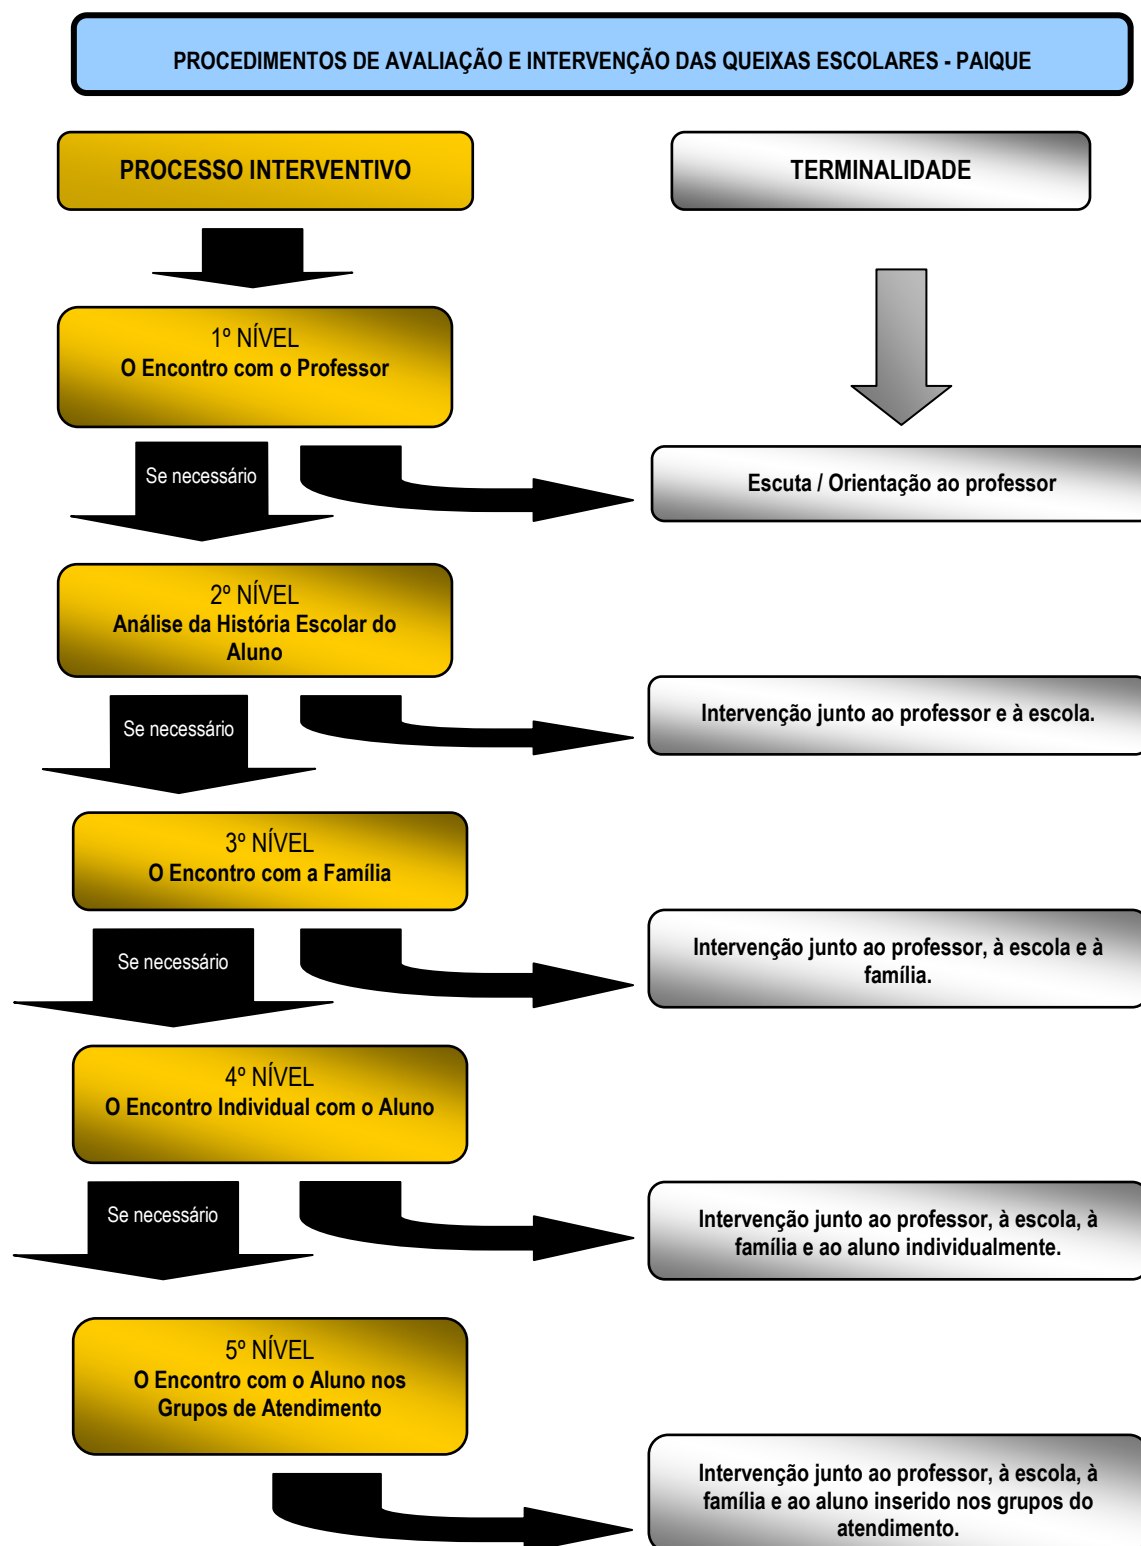 PROCEDIMENTOS DE AVALIAÇÃO E INTERVENÇÃO DAS QUEIXAS ESCOLARES - PAIQUE
PROCESSO INTERVENTIVO
TERMINALIDADE
1º NÍVEL
O Encontro com o Professor
Se necessário
Escuta / Orientação ao professor
2º NÍVEL
Análise da História Escolar do
Aluno
Se necessário
Intervenção junto ao professor e à escola.
3º NÍVEL
O Encontro com a Família
Se necessário
Intervenção junto ao professor, à escola e à
família.
4º NÍVEL
O Encontro Individual com o Aluno
Se necessário
Intervenção junto ao professor, à escola, à
família e ao aluno individualmente.
5º NÍVEL
O Encontro com o Aluno nos
Grupos de Atendimento
Intervenção junto ao professor, à escola, à
família e ao aluno inserido nos grupos do
atendimento.